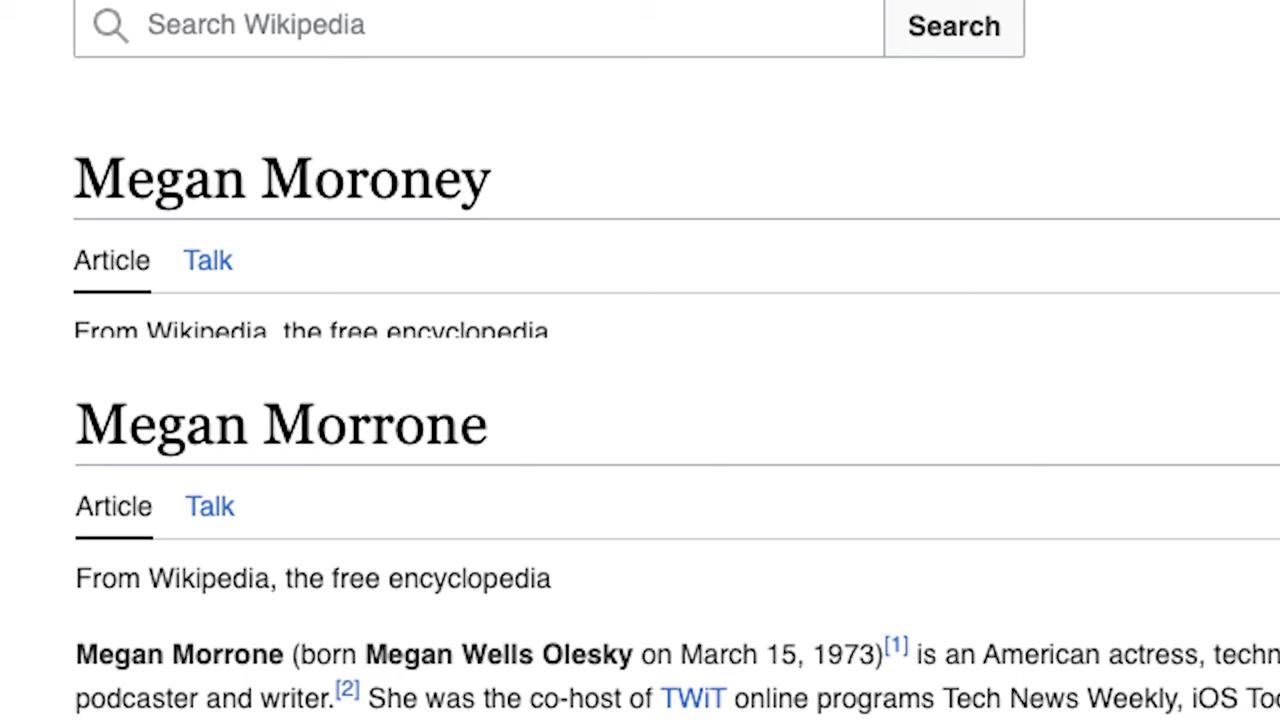 Search Wikipedia Search
Megan Moroney
Article Talk
From Wikipedia, the free encyclopedia
Megan Morrone
Article Talk
From Wikipedia, the free encyclopedia
Megan Morrone (born Megan Wells Olesky on March 15, 1973)[1] is an American actress,
podcaster and writer.[2] She was the co-host of TWiT online programs Tech News Weekly, iOS